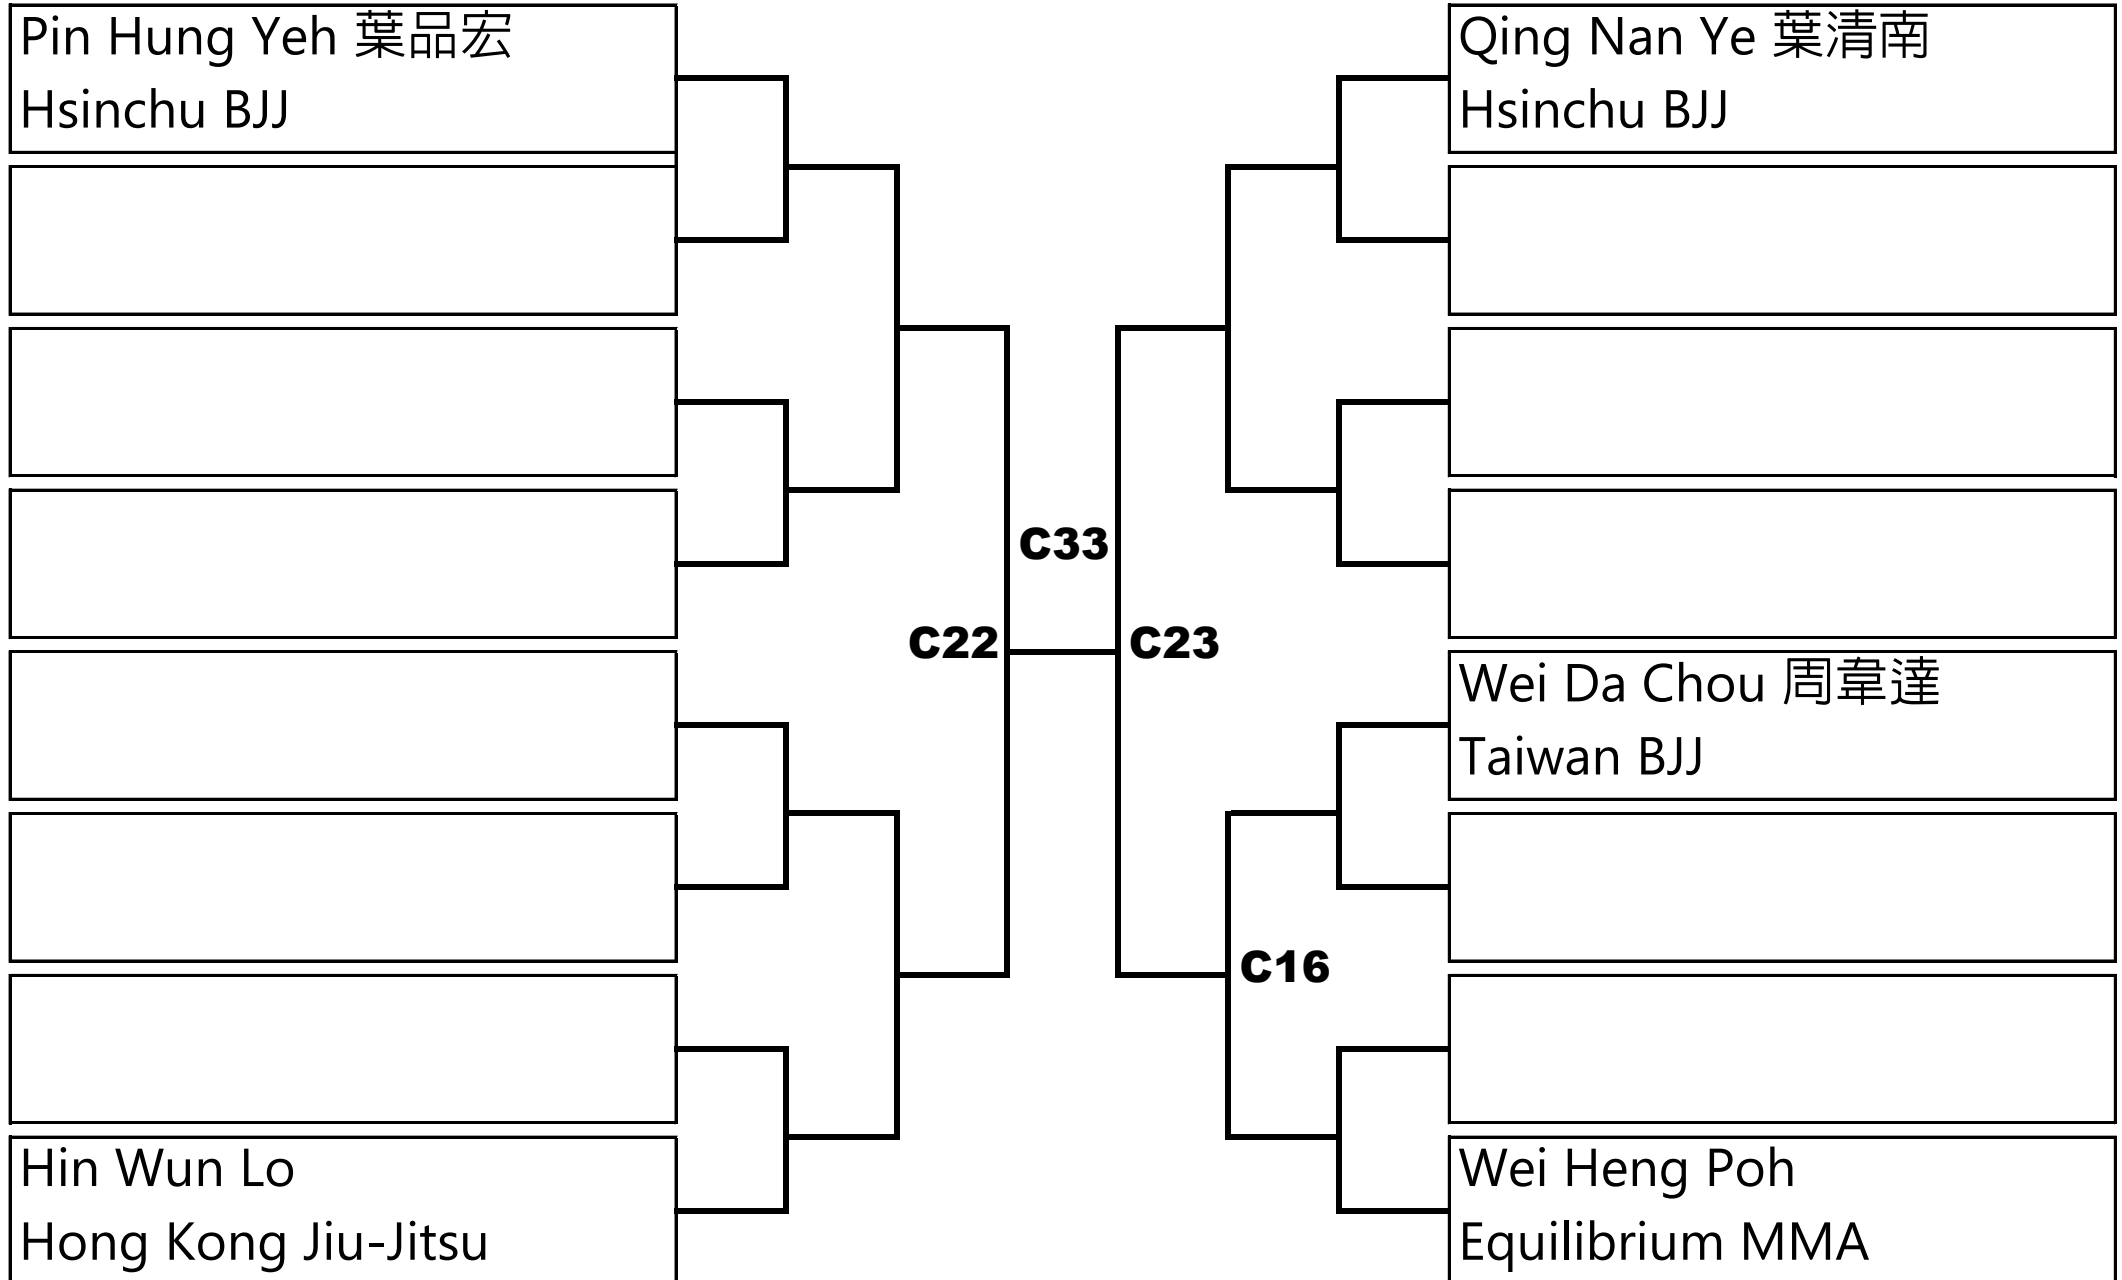 Pin Hung Yeh 葉品宏
Hsinchu BJJ
Hin Wun Lo
Hong Kong Jiu-Jitsu
C22
C33
C23
C16
Qing Nan Ye 葉清南
Hsinchu BJJ
Wei Da Chou 周韋達
Taiwan BJJ
Wei Heng Poh
Equilibrium MMA